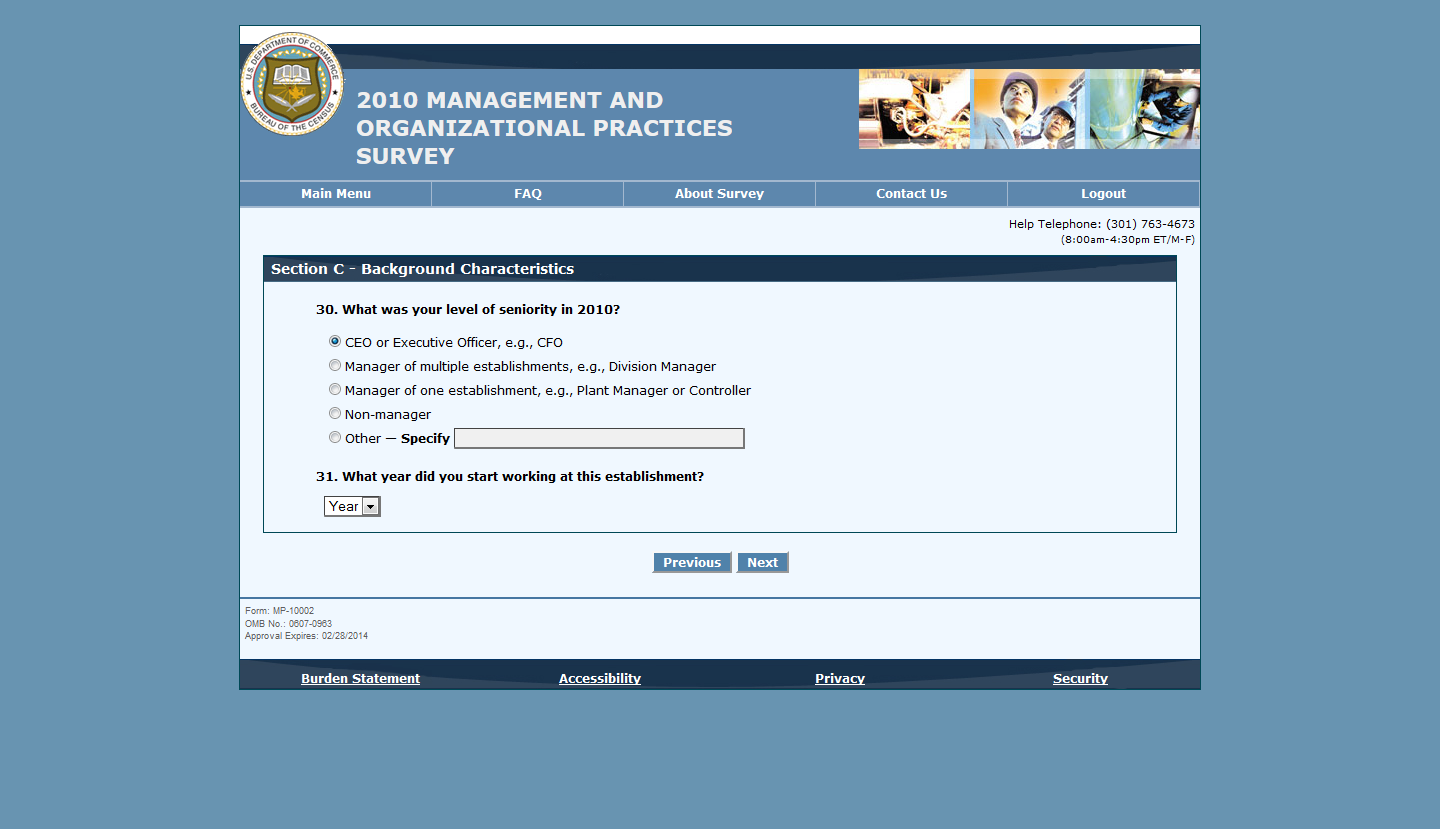 U.S. DEPARTMENT OF COMMERCE
BUREAU OF THE CENSUS
2010 MANAGEMENT AND
ORGANIZATIONAL PRACTICES
SURVEY
Main Menu FAQ About Survey Contact Us Logout
Help Telephone: (301) 763-4673
(8:00am-4:30pm ET/M-F)
Section C - Background Characteristics
30. What was your level of seniority in 2010?
CEO or Executive Officer, e.g., CFO
Manager of multiple establishments, e.g., Division Manager
Manager of one establishment, e.g., Plant Manager or Controller
Non-manager
Other — Specify
31. What year did you start working at this establishment?
Year
Previous Next
Form: MP-10002
OMB No.: 0607-0963
Approval Expires: 02/28/2014
Burden Statement Accessibility Privacy Security